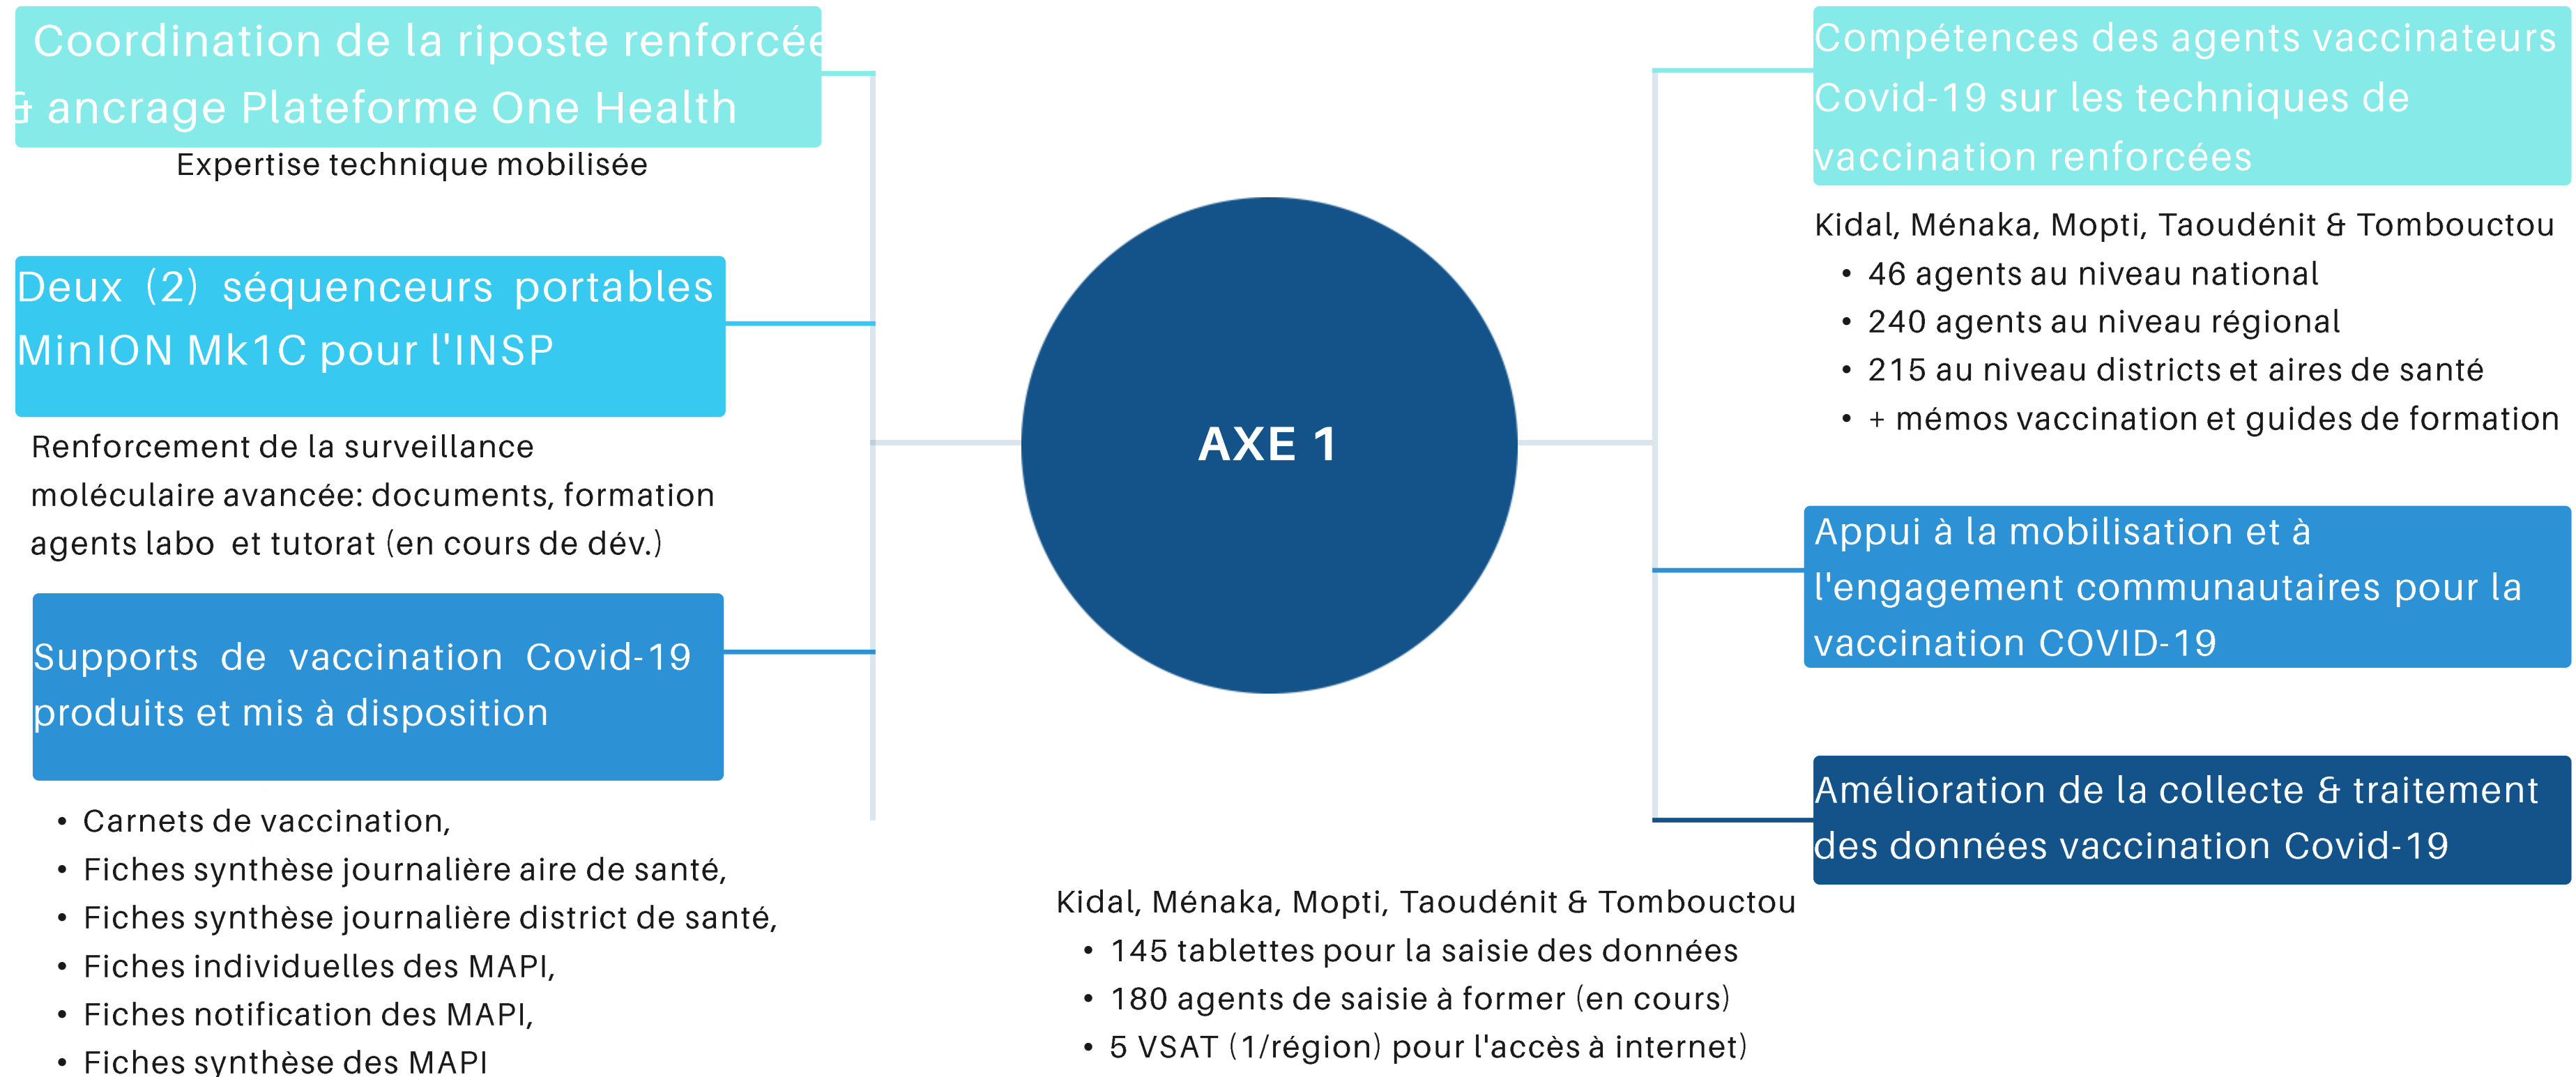 Coordination de la riposte renforcée
& ancrage Plateforme One Health
Expertise technique mobilisée
Deux (2) séquenceurs portables
MinION Mk1C pour l'INSP
Renforcement de la surveillance
moléculaire avancée: documents, formation
agents labo et tutorat (en cours de dév.)
Supports de vaccination Covid-19
produits et mis à disposition
• Carnets de vaccination,
• Fiches synthèse journalière aire de santé,
• Fiches synthèse journalière district de santé,
• Fiches individuelles des MAPI,
• Fiches notification des MAPI,
• Fiches synthèse des MAPI
AXE 1
Compétences des agents vaccinateurs
Covid-19 sur les techniques de
vaccination renforcées
Kidal, Ménaka, Mopti, Taoudénit & Tombouctou
• 46 agents au niveau national
• 240 agents au niveau régional
• 215 au niveau districts et aires de santé
• + mémos vaccination et guides de formation
Appui à la mobilisation et à
l'engagement communautaires pour la
vaccination COVID-19
Amélioration de la collecte & traitement
des données vaccination Covid-19
Kidal, Ménaka, Mopti, Taoudénit & Tombouctou
• 145 tablettes pour la saisie des données
• 180 agents de saisie à former (en cours)
• 5 VSAT (1/région) pour l'accès à internet)